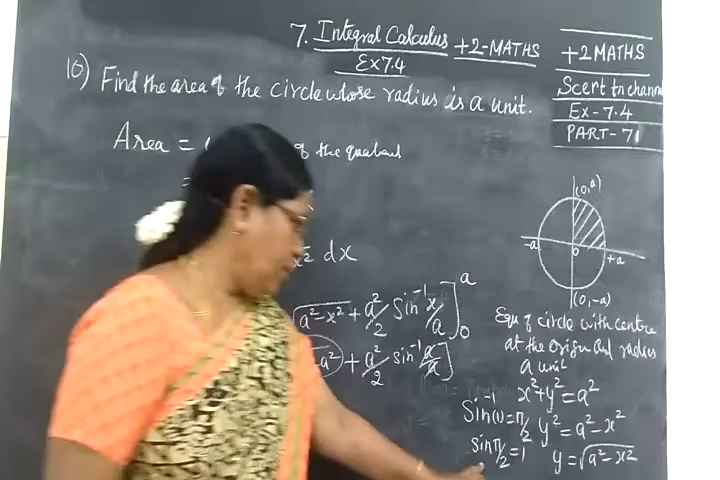 7. Integral Calculus +2-MATHS
Ex 7.4
+2 MATHS
Scert tn channel
Ex-7.4
PART-71
10) Find the area of the circle whose radius is a unit.
Area = of the quadrant
=
x² dx
√a²-x² + a²/2 Sin⁻¹ x/a]₀ᵃ
a²) + a²/2 sin⁻¹(a/a]
(0,a)
-a 0 +a
(0,-a)
Equ of circle with centre
at the origin and radius
a unit
x²+y²=a²
Sin⁻¹(1)=π/2 y²=a²-x²
sin π/2=1 y=√a²-x²